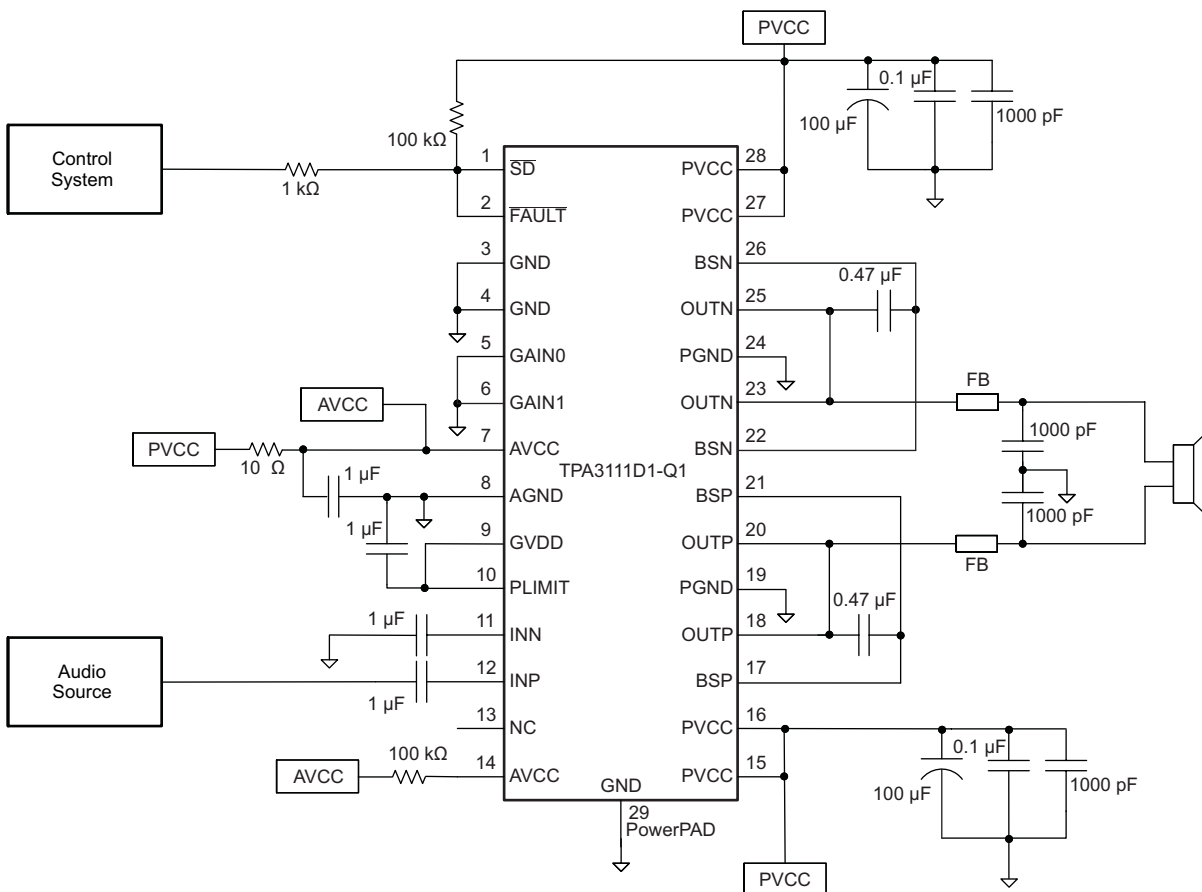 PVCC
0.1 µF
100 µF
1000 pF
Control
System
100 kΩ
1 kΩ
1
SD
2
FAULT
3
GND
4
GND
5
GAIN0
6
GAIN1
7
AVCC
8
AGND
9
GVDD
10
PLIMIT
11
INN
12
INP
13
NC
14
AVCC
AVCC
PVCC
10 Ω
1 µF
1 µF
1 µF
Audio
Source
1 µF
100 kΩ
AVCC
TPA3111D1-Q1
GND
29
PowerPAD
28
PVCC
27
PVCC
26
BSN
25
OUTN
24
PGND
23
OUTN
22
BSN
21
BSP
20
OUTP
19
PGND
18
OUTP
17
BSP
16
PVCC
15
PVCC
0.47 µF
FB
1000 pF
1000 pF
FB
0.47 µF
0.1 µF
100 µF
1000 pF
PVCC